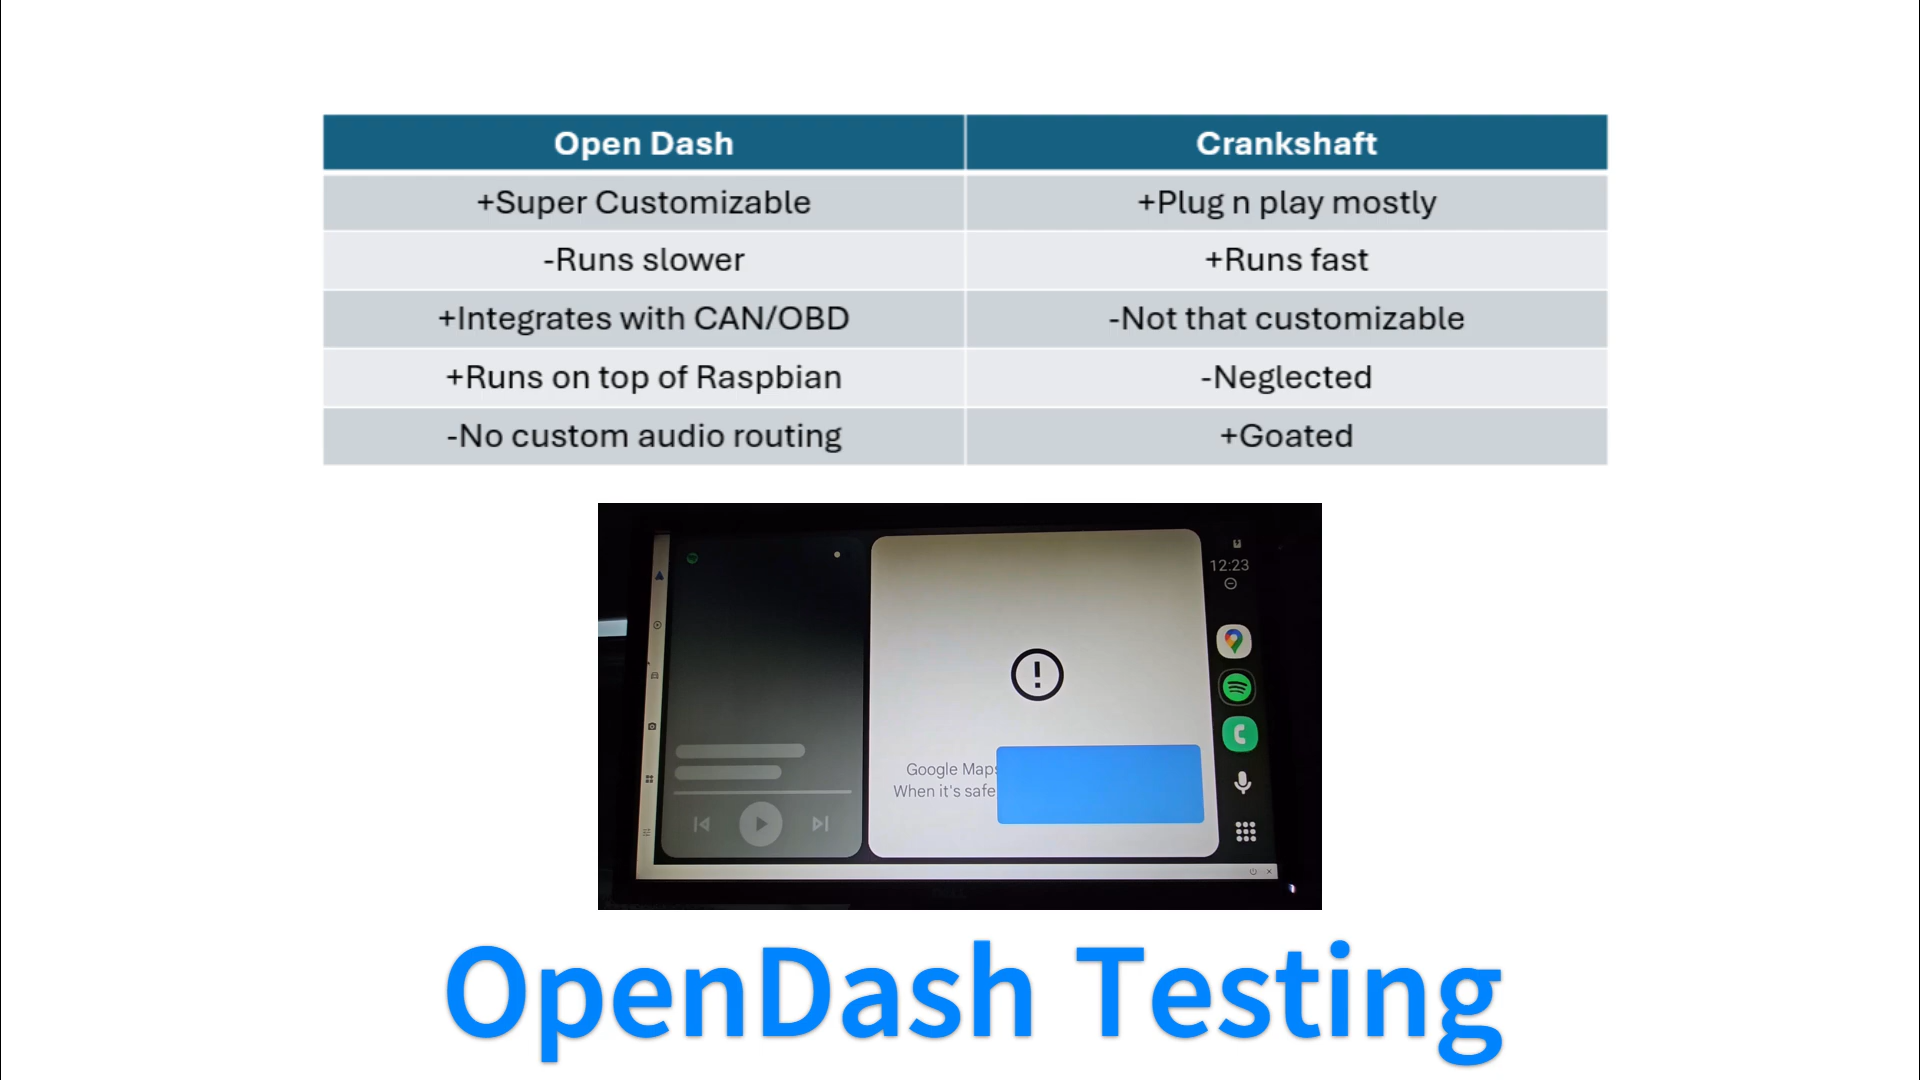 Open Dash
Crankshaft
+Super Customizable
+Plug n play mostly
-Runs slower
+Runs fast
+Integrates with CAN/OBD
-Not that customizable
+Runs on top of Raspbian
-Neglected
-No custom audio routing
+Goated
12:23
Google Maps
When it's safe
OpenDash Testing